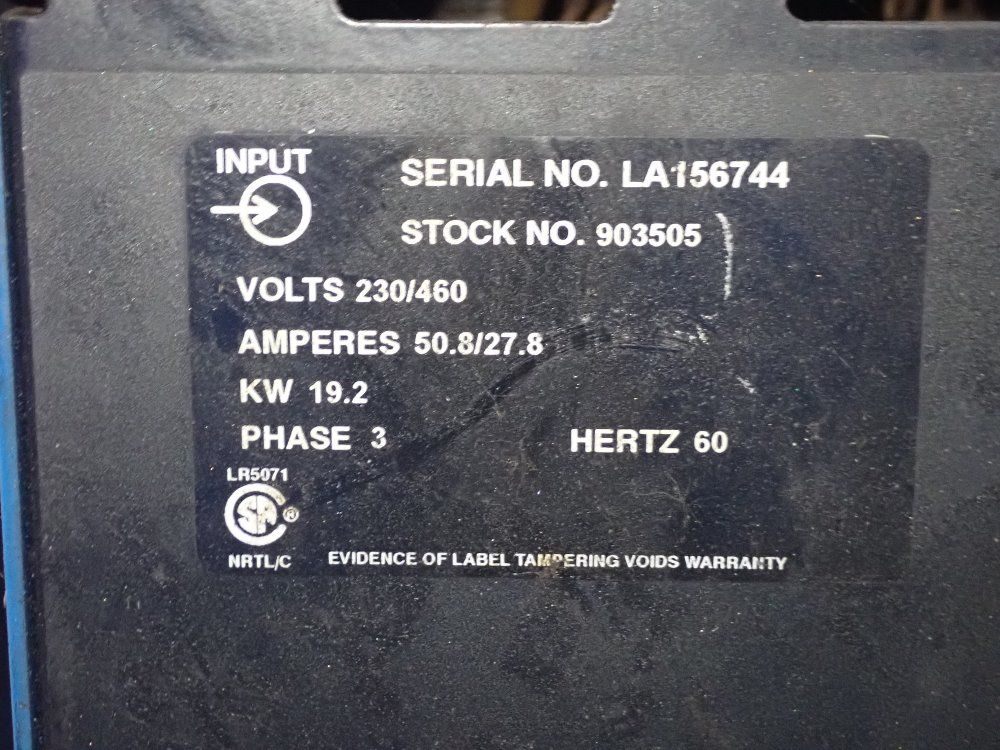 INPUT
SERIAL NO. LA156744
STOCK NO. 903505
VOLTS 230/460
AMPERES 50.8/27.8
KW 19.2
PHASE 3
HERTZ 60
LR5071
SA ®
NRTL/C
EVIDENCE OF LABEL TAMPERING VOIDS WARRANTY